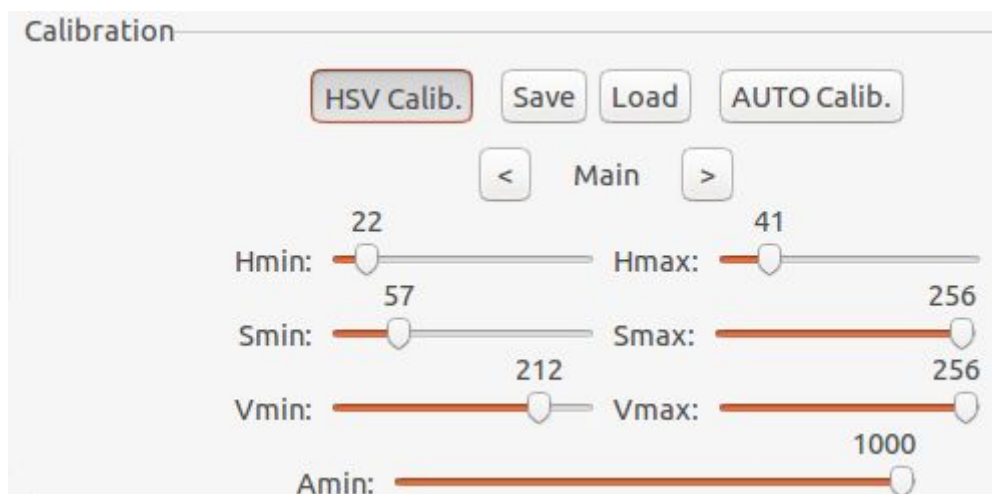 Calibration
HSV Calib. Save Load AUTO Calib.
< Main >
22 41
Hmin: Hmax:
57 256
Smin: Smax:
212 256
Vmin: Vmax:
1000
Amin: